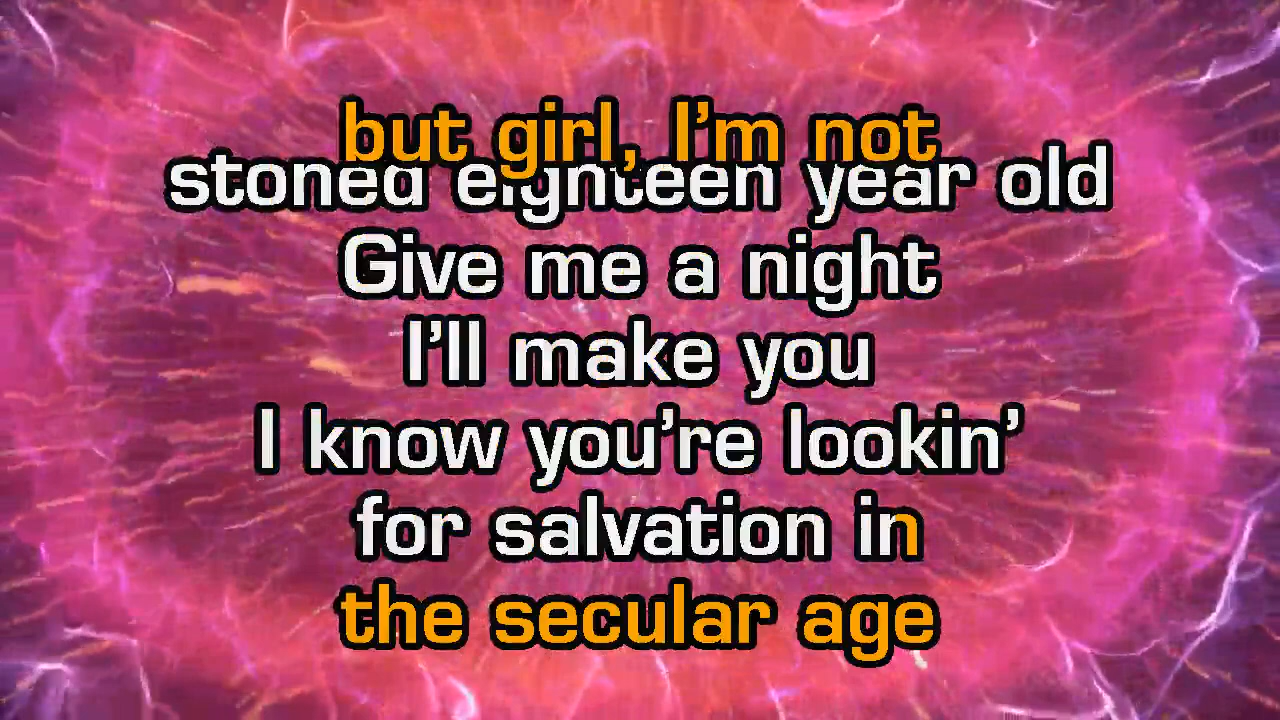 but girl, I'm not
stoned eighteen year old
Give me a night
I'll make you
I know you're lookin'
for salvation in
the secular age